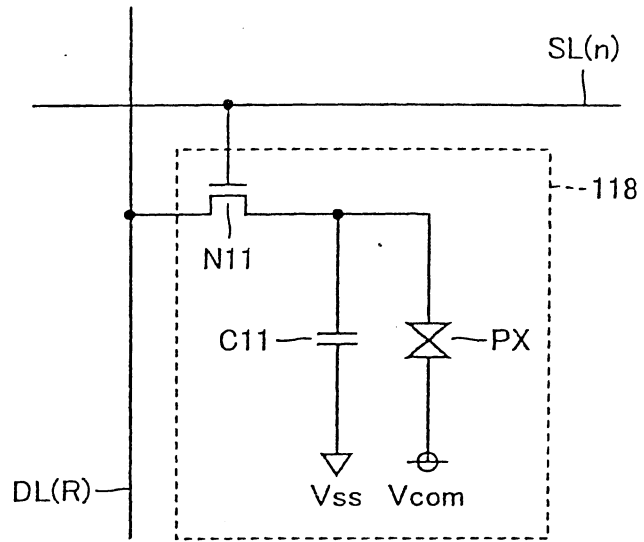 SL(n)
118
N11
C11
PX
DL(R)
Vss
Vcom